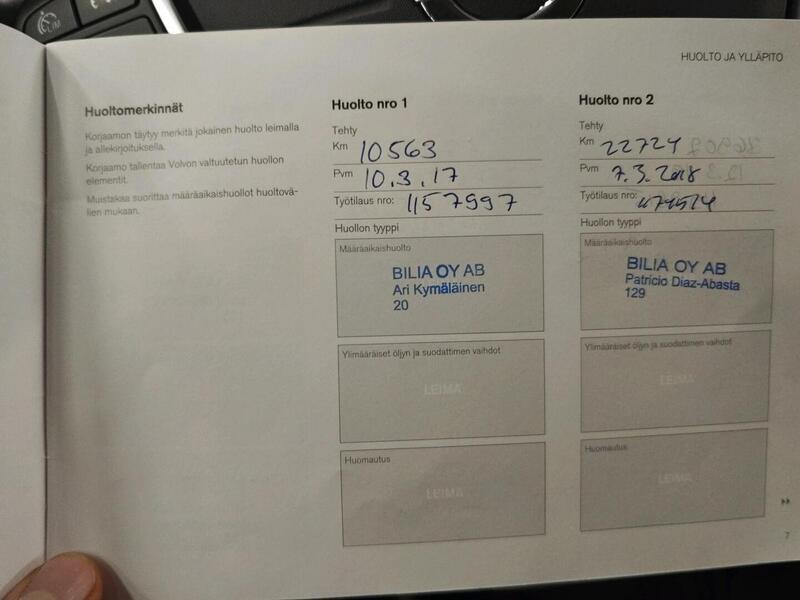 LIM
HUOLTO JA YLLÄPITO
Huoltomerkinnät
Korjaamon täytyy merkitä jokainen huolto leimalla
ja allekirjoituksella.
Korjaamo tallentaa Volvon valtuutetun huollon
elementit.
Muistakaa suorittaa määräaikaishuollot huoltovä-
lien mukaan.
Huolto nro 1
Tehty
Km 10563
Pvm 10.3.17
Työtilaus nro: 1157997
Huollon tyyppi
Määräaikaishuolto
BILIA OY AB
Ari Kymäläinen
20
Ylimääräiset öljyn ja suodattimen vaihdot
LEIMA
Huomautus
LEIMA
Huolto nro 2
Tehty
Km 22724
Pvm 7.3.2018
Työtilaus nro:
Huollon tyyppi
Määräaikaishuolto
BILIA OY AB
Patricio Diaz-Abasta
129
Ylimääräiset öljyn ja suodattimen vaihdot
LEIMA
Huomautus
LEIMA
7